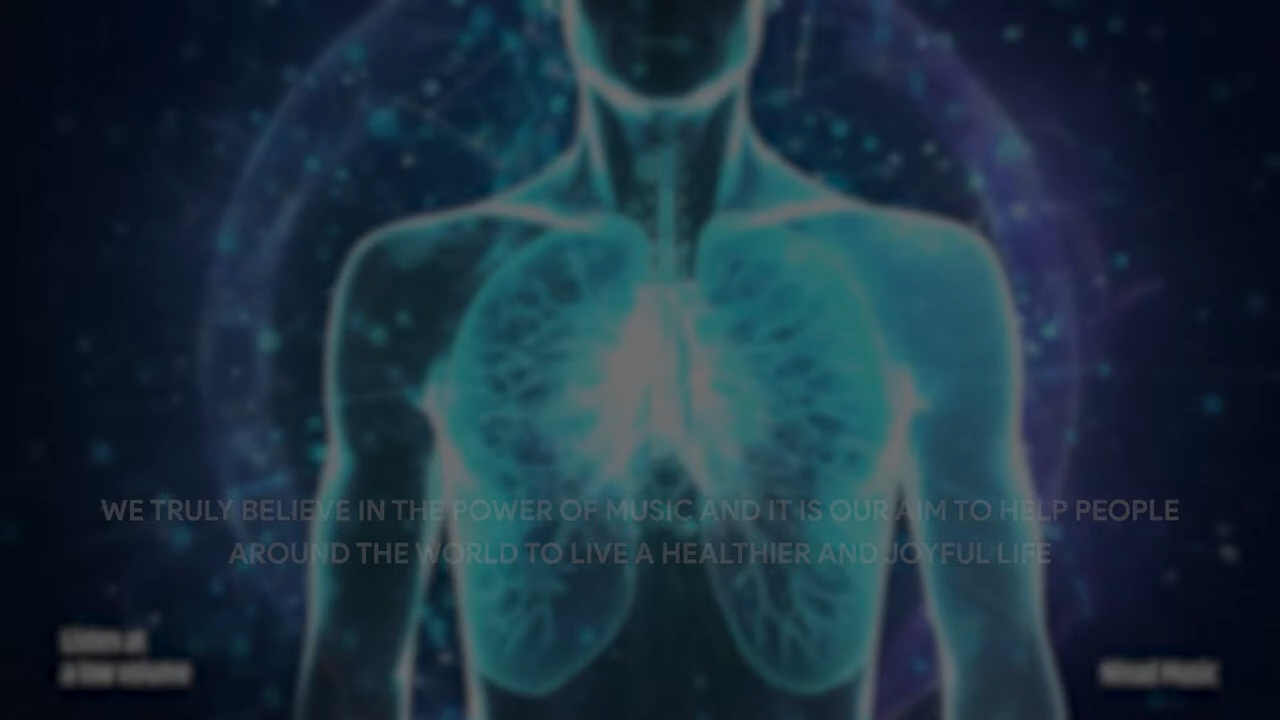 WE TRULY BELIEVE IN THE POWER OF MUSIC AND IT IS OUR AIM TO HELP PEOPLE
AROUND THE WORLD TO LIVE A HEALTHIER AND JOYFUL LIFE
Listen at
a low volume